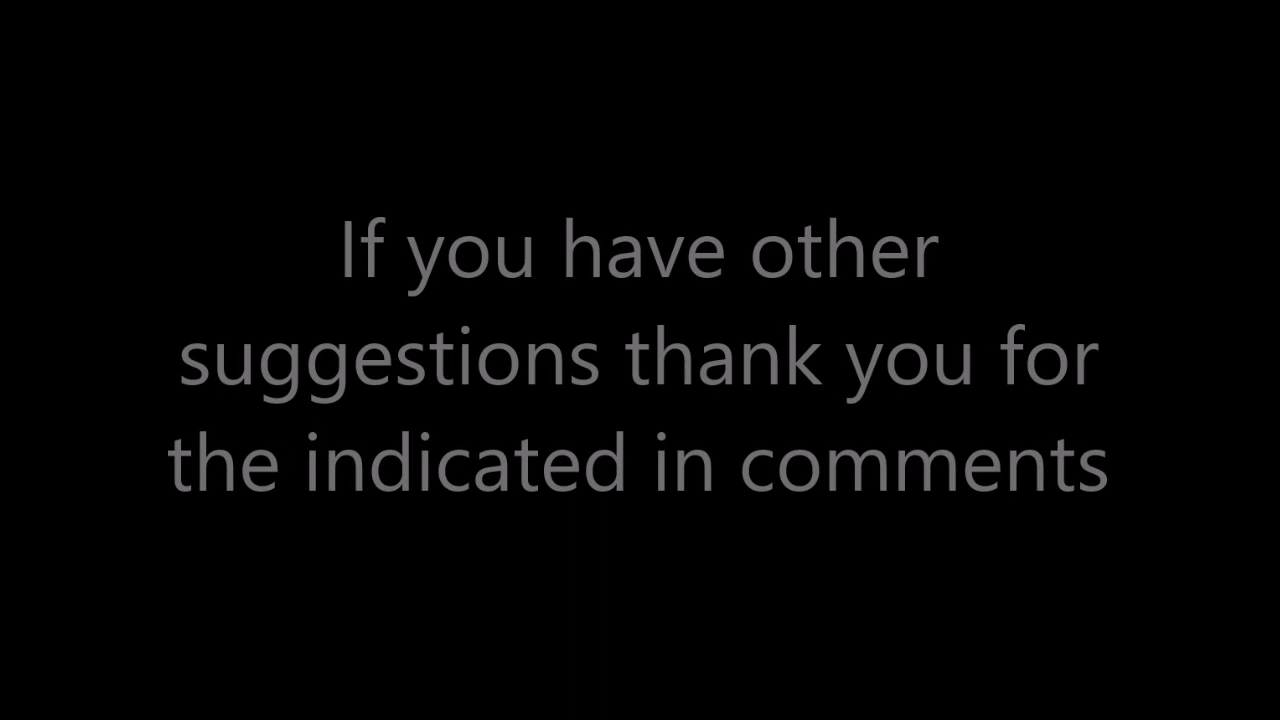 If you have other
suggestions thank you for
the indicated in comments